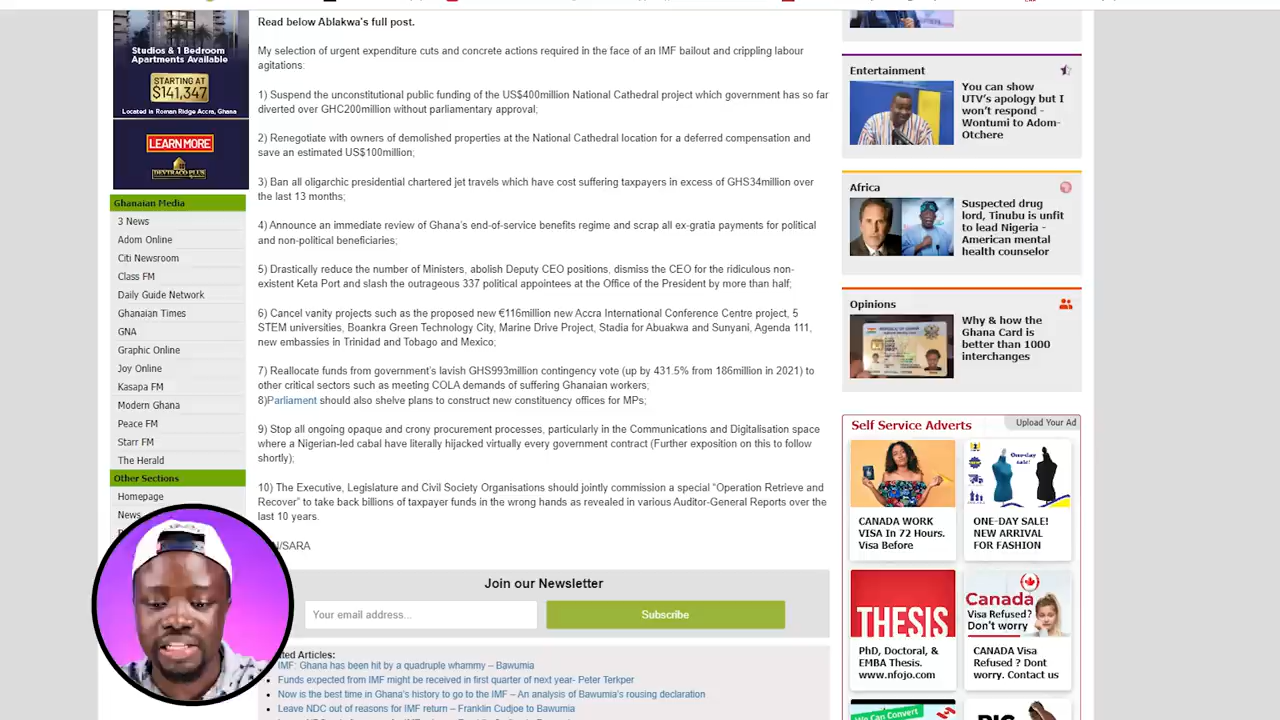 Studios & 1 Bedroom
Apartments Available
STARTING AT
$141,347
Located in Roman Ridge Accra, Ghana
LEARN MORE
DEVTRACO PLUS
Ghanaian Media
3 News
Adom Online
Citi Newsroom
Class FM
Daily Guide Network
Ghanaian Times
GNA
Graphic Online
Joy Online
Kasapa FM
Modern Ghana
Peace FM
Starr FM
The Herald
Other Sections
Homepage
News
Read below Ablakwa's full post.
My selection of urgent expenditure cuts and concrete actions required in the face of an IMF bailout and crippling labour
agitations:
1) Suspend the unconstitutional public funding of the US$400million National Cathedral project which government has so far
diverted over GHC200million without parliamentary approval;
2) Renegotiate with owners of demolished properties at the National Cathedral location for a deferred compensation and
save an estimated US$100million;
3) Ban all oligarchic presidential chartered jet travels which have cost suffering taxpayers in excess of GHS34million over
the last 13 months;
4) Announce an immediate review of Ghana's end-of-service benefits regime and scrap all ex-gratia payments for political
and non-political beneficiaries;
5) Drastically reduce the number of Ministers, abolish Deputy CEO positions, dismiss the CEO for the ridiculous non-
existent Keta Port and slash the outrageous 337 political appointees at the Office of the President by more than half;
6) Cancel vanity projects such as the proposed new €116million new Accra International Conference Centre project, 5
STEM universities, Boankra Green Technology City, Marine Drive Project, Stadia for Abuakwa and Sunyani, Agenda 111,
new embassies in Trinidad and Tobago and Mexico;
7) Reallocate funds from government's lavish GHS993million contingency vote (up by 431.5% from 186million in 2021) to
other critical sectors such as meeting COLA demands of suffering Ghanaian workers;
8)Parliament should also shelve plans to construct new constituency offices for MPs;
9) Stop all ongoing opaque and crony procurement processes, particularly in the Communications and Digitalisation space
where a Nigerian-led cabal have literally hijacked virtually every government contract (Further exposition on this to follow
shortly);
10) The Executive, Legislature and Civil Society Organisations should jointly commission a special “Operation Retrieve and
Recover” to take back billions of taxpayer funds in the wrong hands as revealed in various Auditor-General Reports over the
last 10 years.
/SARA
Join our Newsletter
Your email address...
Subscribe
Articles:
IMF: Ghana has been hit by a quadruple whammy – Bawumia
Funds expected from IMF might be received in first quarter of next year- Peter Terkper
Now is the best time in Ghana's history to go to the IMF – An analysis of Bawumia's rousing declaration
Leave NDC out of reasons for IMF return – Franklin Cudjoe to Bawumia
Entertainment
You can show
UTV's apology but I
won't respond -
Wontumi to Adom-
Otchere
Africa
Suspected drug
lord, Tinubu is unfit
to lead Nigeria -
American mental
health counselor
Opinions
Why & how the
Ghana Card is
better than 1000
interchanges
Self Service Adverts
Upload Your Ad
One-day
sale!
CANADA WORK
VISA In 72 Hours.
Visa Before
ONE-DAY SALE!
NEW ARRIVAL
FOR FASHION
THESIS
Canada
Visa Refused?
Don't worry
PhD, Doctoral, &
EMBA Thesis.
www.nfojo.com
CANADA Visa
Refused ? Dont
worry. Contact us
We Can Convert